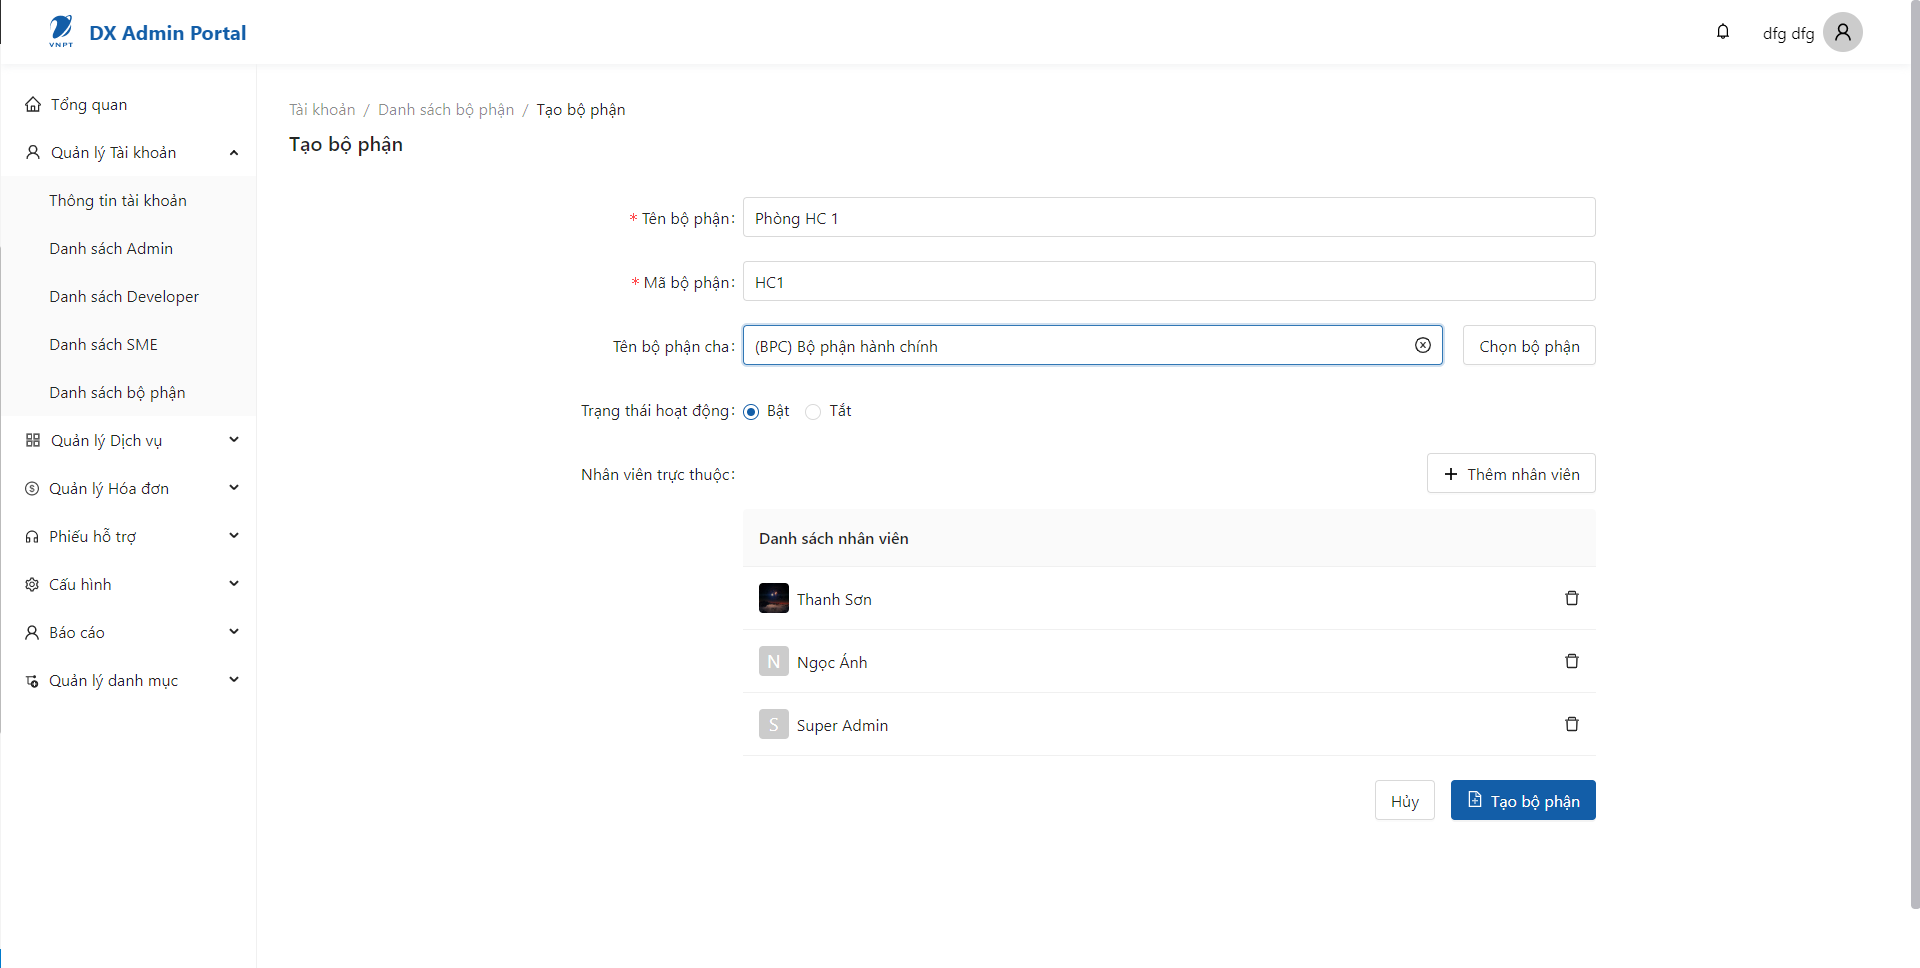 VNPT
DX Admin Portal
dfg dfg
Tổng quan
Quản lý Tài khoản
Thông tin tài khoản
Danh sách Admin
Danh sách Developer
Danh sách SME
Danh sách bộ phận
Quản lý Dịch vụ
Quản lý Hóa đơn
Phiếu hỗ trợ
Cấu hình
Báo cáo
Quản lý danh mục
Tài khoản / Danh sách bộ phận / Tạo bộ phận
Tạo bộ phận
* Tên bộ phận: Phòng HC 1
* Mã bộ phận: HC1
Tên bộ phận cha: (BPC) Bộ phận hành chính Chọn bộ phận
Trạng thái hoạt động: Bật Tắt
Nhân viên trực thuộc: + Thêm nhân viên
Danh sách nhân viên
Thanh Sơn
N Ngọc Ánh
S Super Admin
Hủy Tạo bộ phận